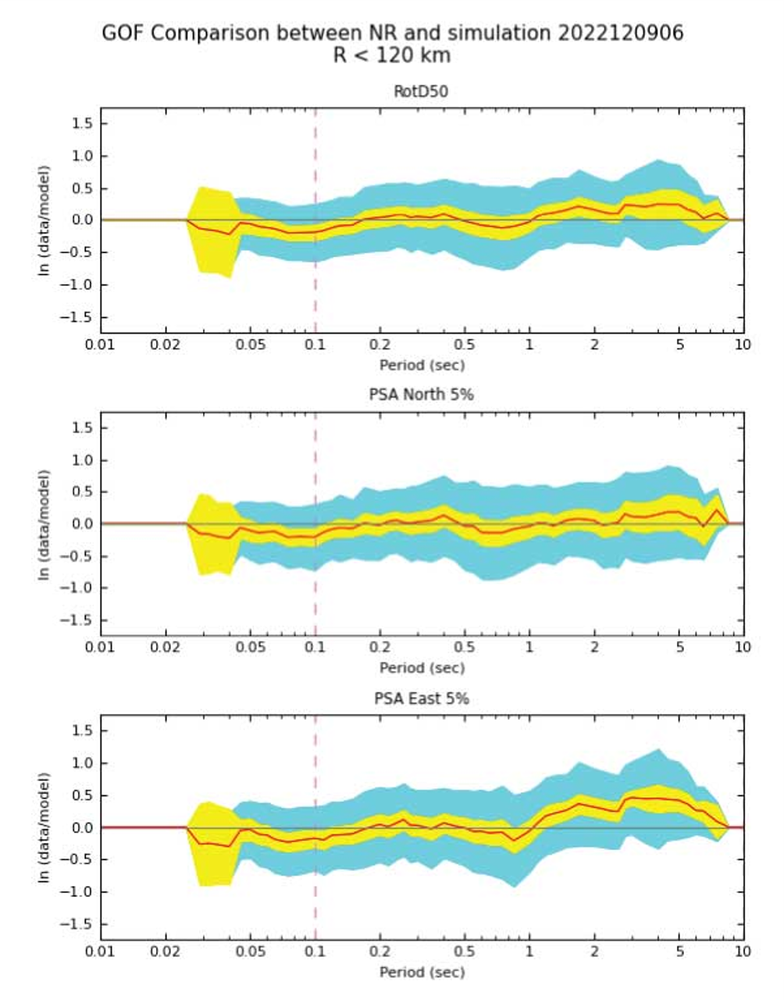 GOF Comparison between NR and simulation 2022120906
R < 120 km
RotD50
1.5
1.0
0.5
0.0
−0.5
−1.0
−1.5
ln (data/model)
0.01 0.02 0.05 0.1 0.2 0.5 1 2 5 10
Period (sec)
PSA North 5%
1.5
1.0
0.5
0.0
−0.5
−1.0
−1.5
ln (data/model)
0.01 0.02 0.05 0.1 0.2 0.5 1 2 5 10
Period (sec)
PSA East 5%
1.5
1.0
0.5
0.0
−0.5
−1.0
−1.5
ln (data/model)
0.01 0.02 0.05 0.1 0.2 0.5 1 2 5 10
Period (sec)